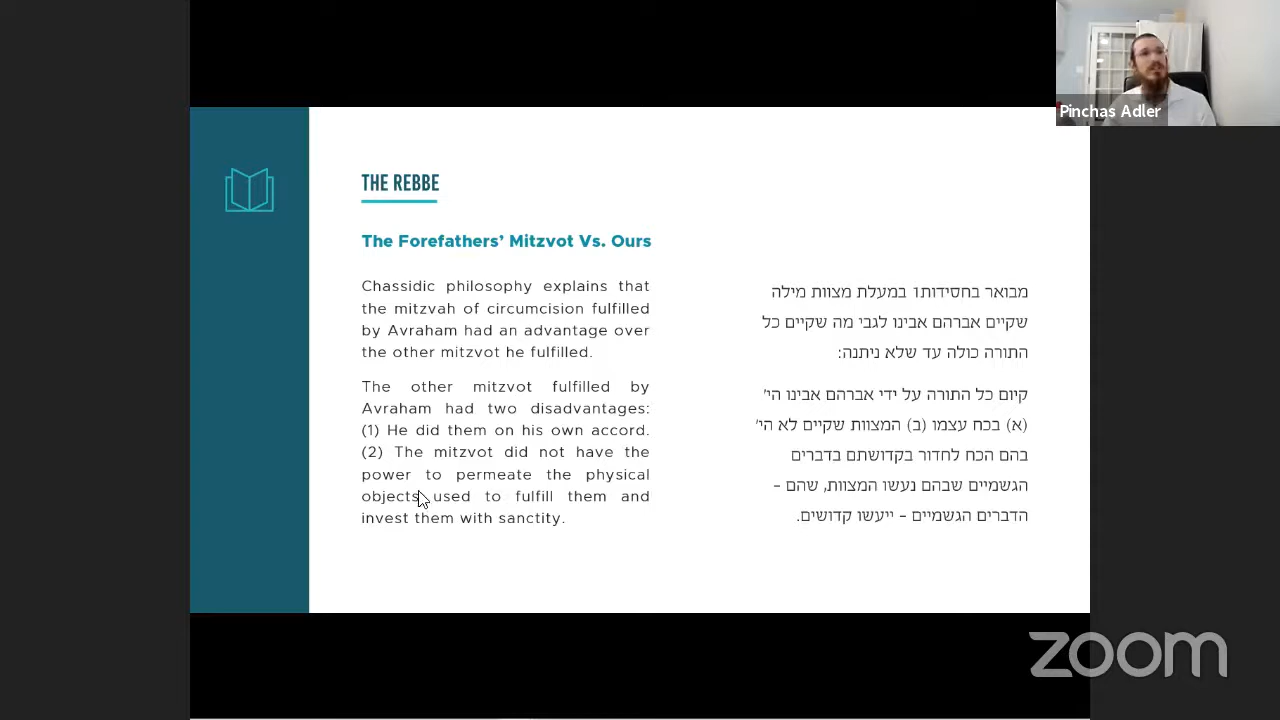 Pinchas Adler
THE REBBE
The Forefathers’ Mitzvot Vs. Ours
Chassidic philosophy explains that
the mitzvah of circumcision fulfilled
by Avraham had an advantage over
the other mitzvot he fulfilled.
The other mitzvot fulfilled by
Avraham had two disadvantages:
(1) He did them on his own accord.
(2) The mitzvot did not have the
power to permeate the physical
objects used to fulfill them and
invest them with sanctity.
מבואר בחסידות1 במעלת מצוות מילה
שקיים אברהם אבינו לגבי מה שקיים כל
התורה כולה עד שלא ניתנה:
קיום כל התורה על ידי אברהם אבינו הי'
(א) בכח עצמו (ב) המצוות שקיים לא הי'
בהם הכח לחדור בקדושתם בדברים
הגשמיים שבהם נעשו המצוות, שהם –
הדברים הגשמיים – ייעשו קדושים.
zoom